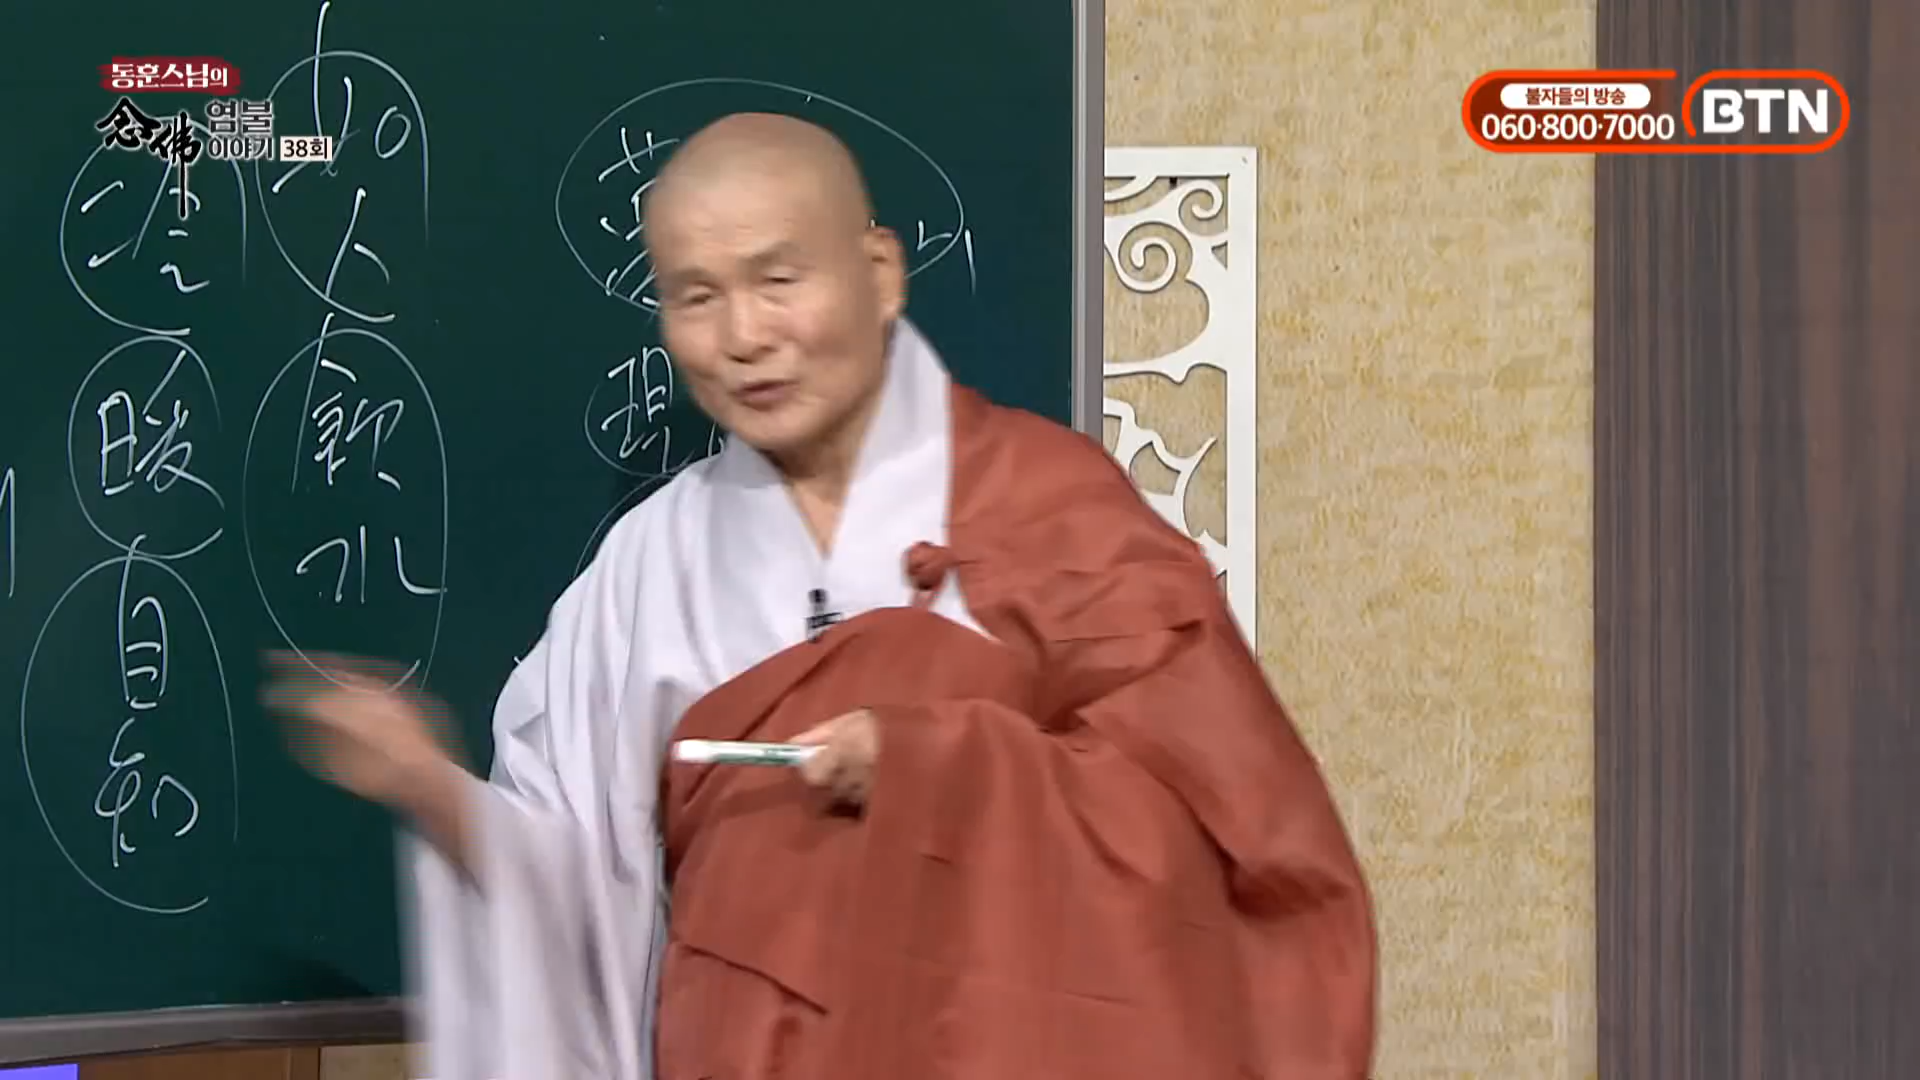 동훈스님의
念佛 염불
이야기 38회
불자들의 방송
060·800·7000
BTN
如人
飮水
冷
暖
自知
現